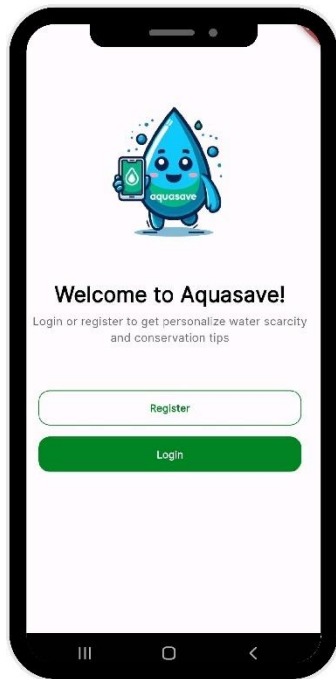 aquasave
Welcome to Aquasave!
Login or register to get personalize water scarcity
and conservation tips
Register
Login